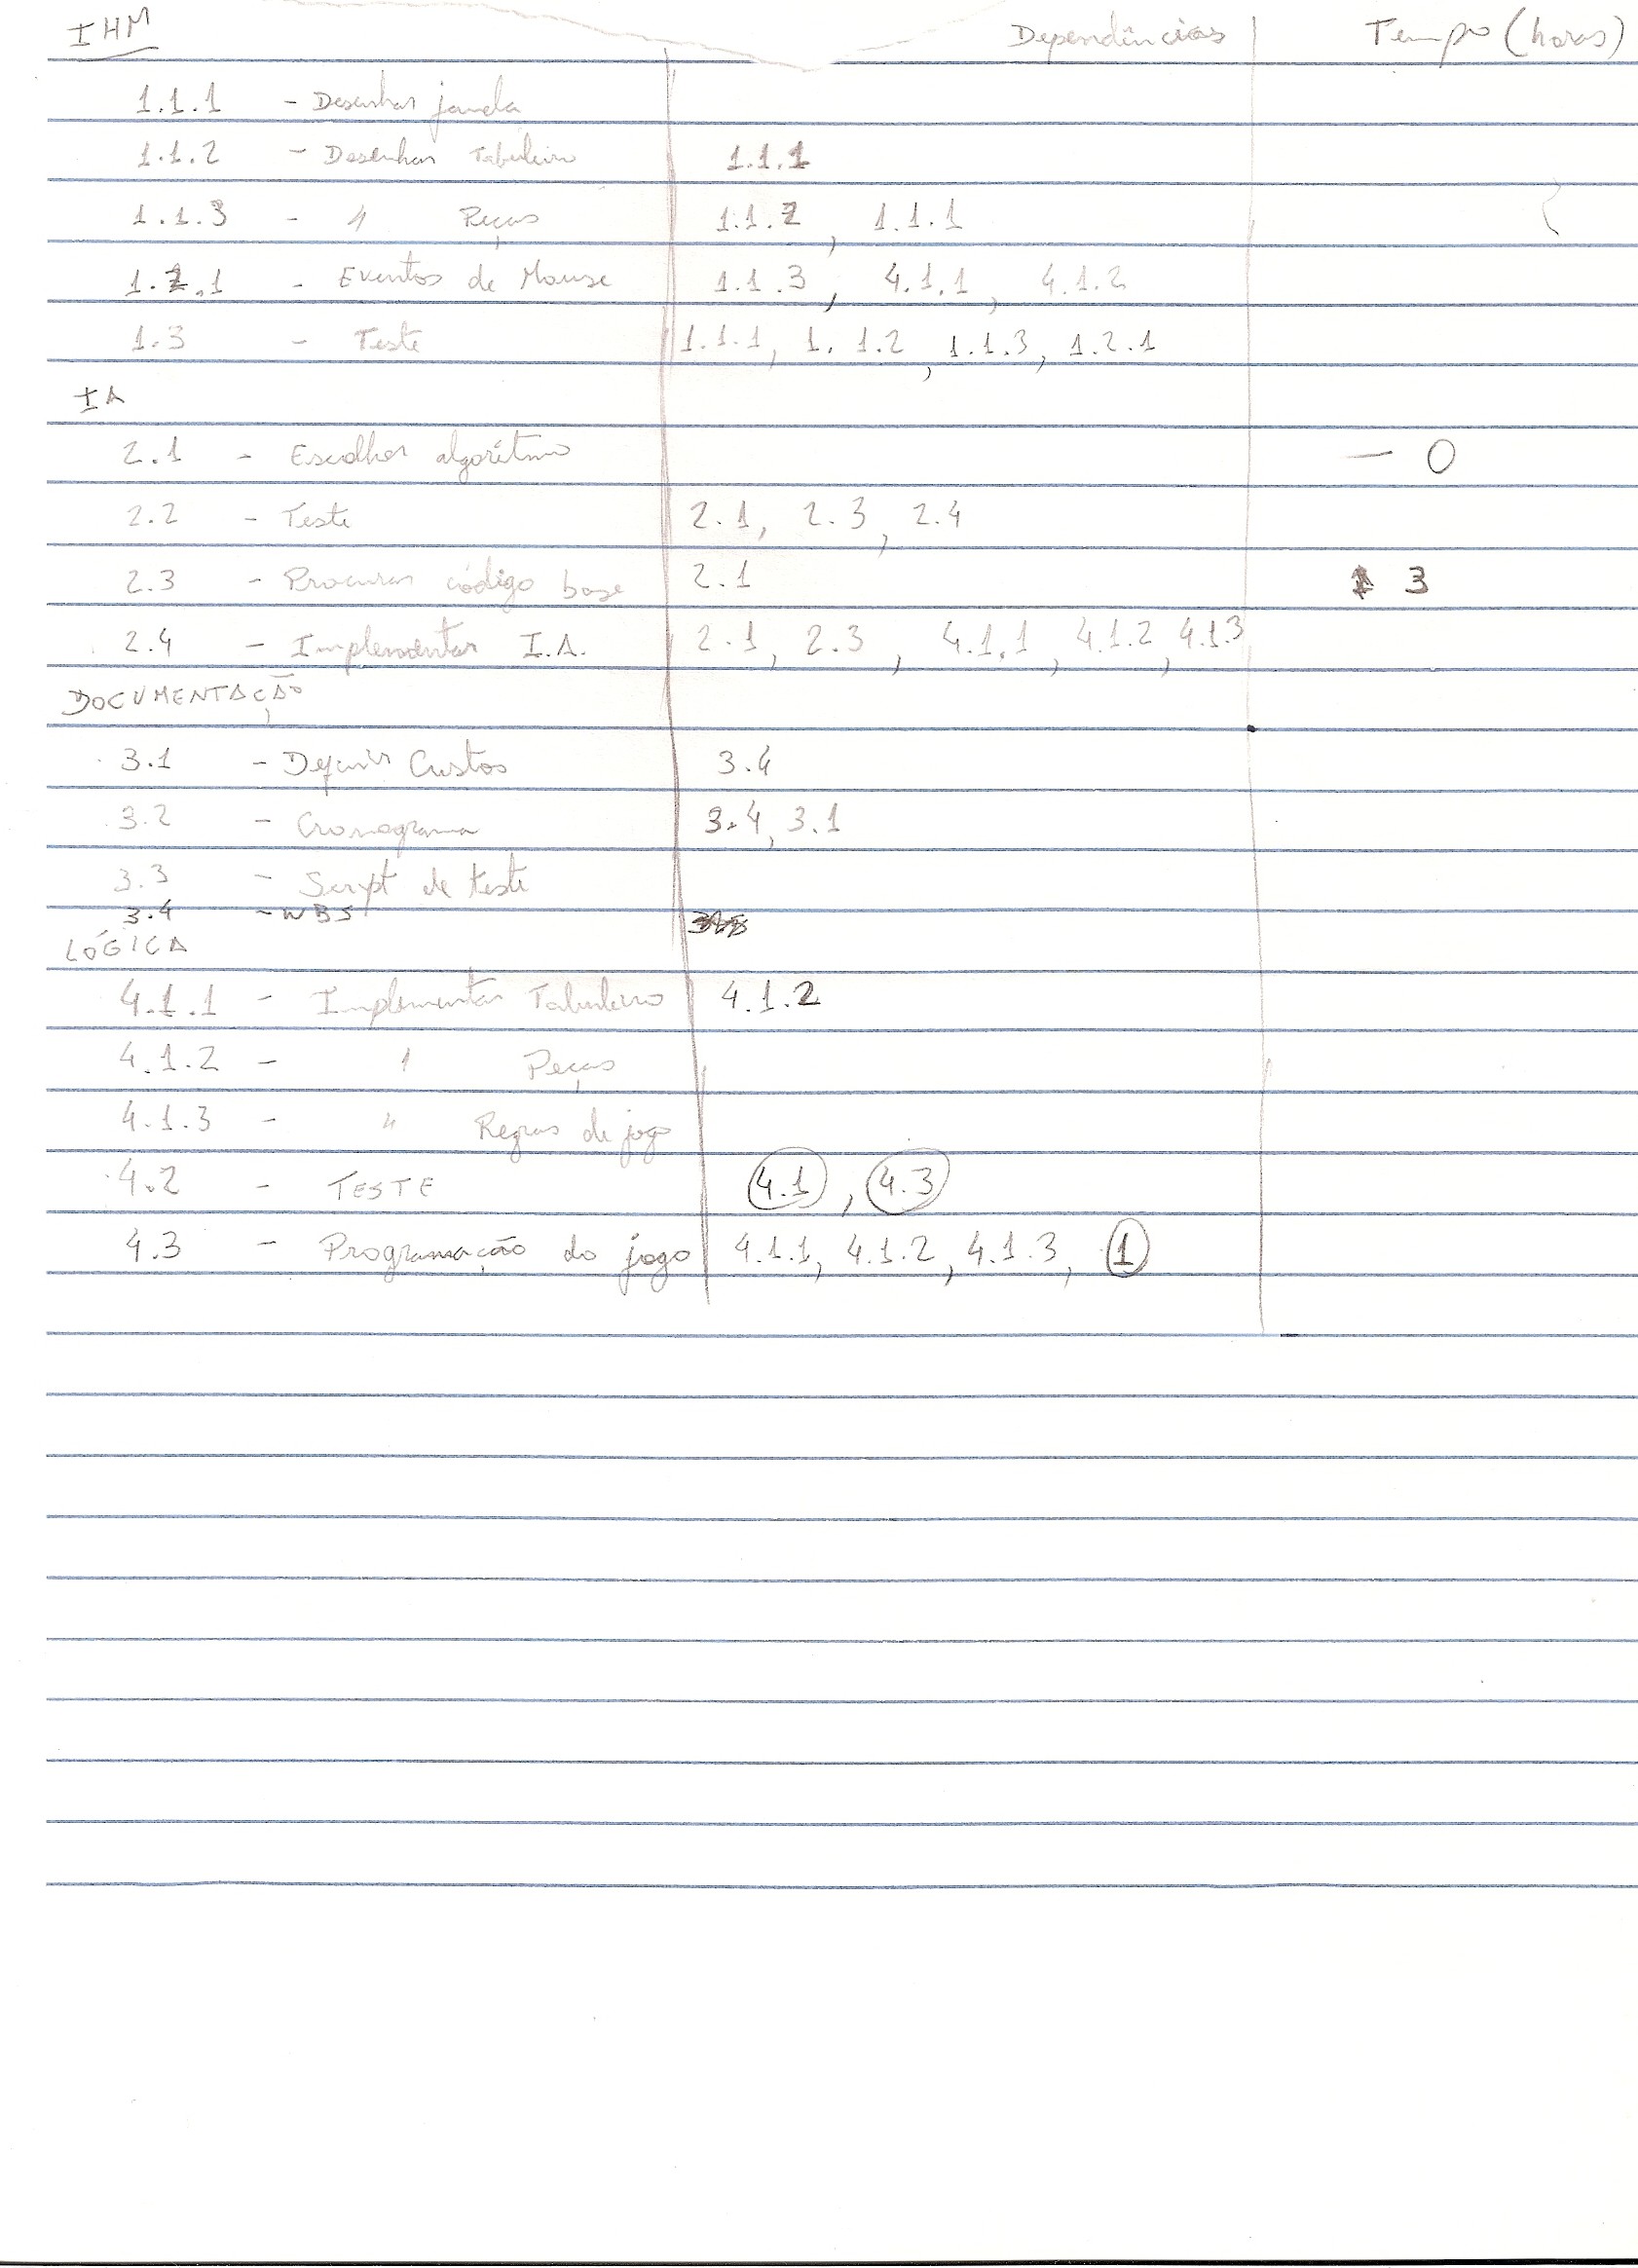 IHM Dependências Tempo (horas)
1.1.1 - Desenhar janela
1.1.2 - Desenhar Tabuleiro 1.1.1
1.1.3 - " Peças 1.1.2, 1.1.1
1.2.1 - Eventos de Mouse 1.1.3, 4.1.1, 4.1.2
1.3 - Teste 1.1.1, 1.1.2, 1.1.3, 1.2.1
IA
2.1 - Escolher algorítmo - 0
2.2 - Teste 2.1, 2.3, 2.4
2.3 - Procurar código base 2.1 3
2.4 - Implementar I.A. 2.1, 2.3, 4.1.1, 4.1.2, 4.1.3
DOCUMENTAÇÃO
3.1 - Definir Custos 3.4
3.2 - Cronograma 3.4, 3.1
3.3 - Script de teste
3.4 - WBS
LÓGICA
4.1.1 - Implementar Tabuleiro 4.1.2
4.1.2 - " Peças
4.1.3 - " Regras de jogo
4.2 - TESTE 4.1, 4.3
4.3 - Programação do jogo 4.1.1, 4.1.2, 4.1.3, 1